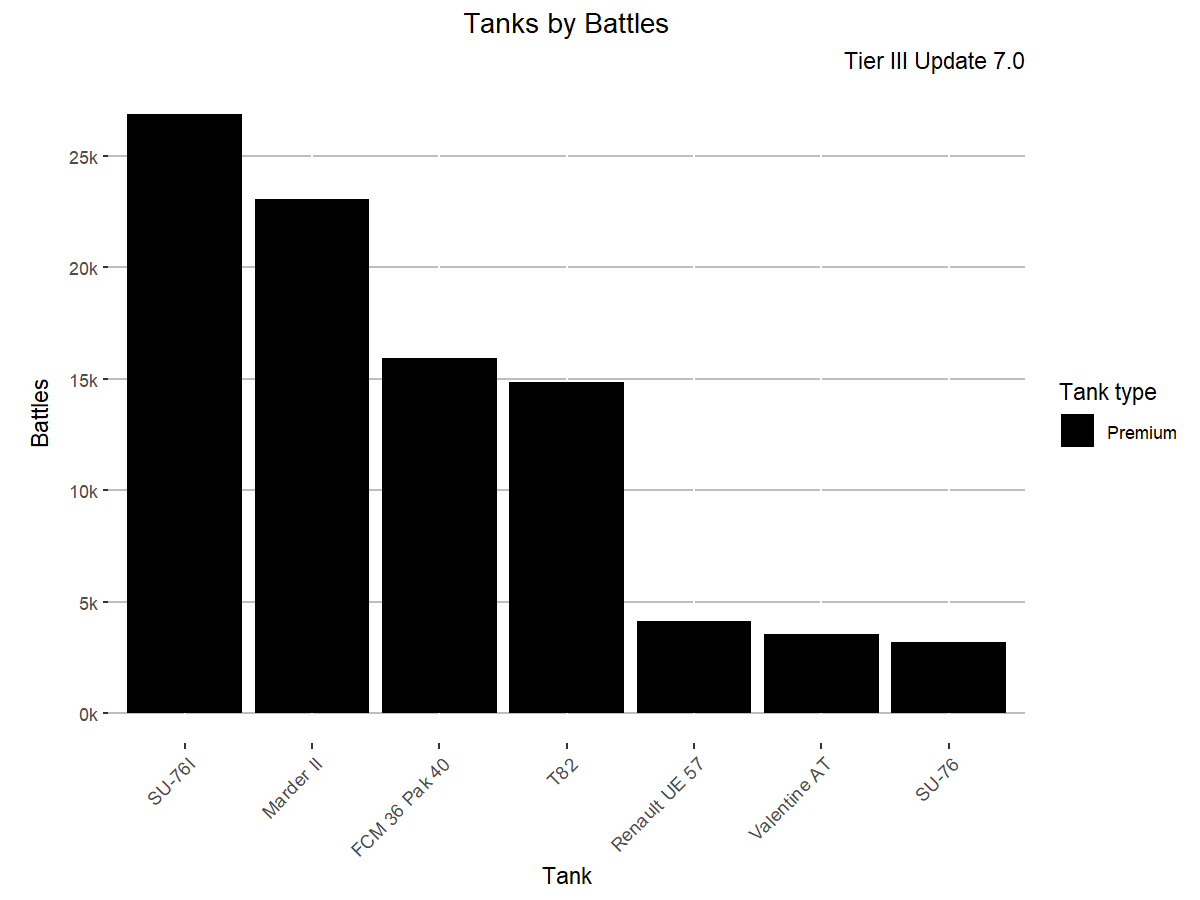 Tanks by Battles
Tier III Update 7.0
Battles
25k
20k
15k
10k
5k
0k
SU-76I
Marder II
FCM 36 Pak 40
T82
Renault UE 57
Valentine AT
SU-76
Tank
Tank type
Premium